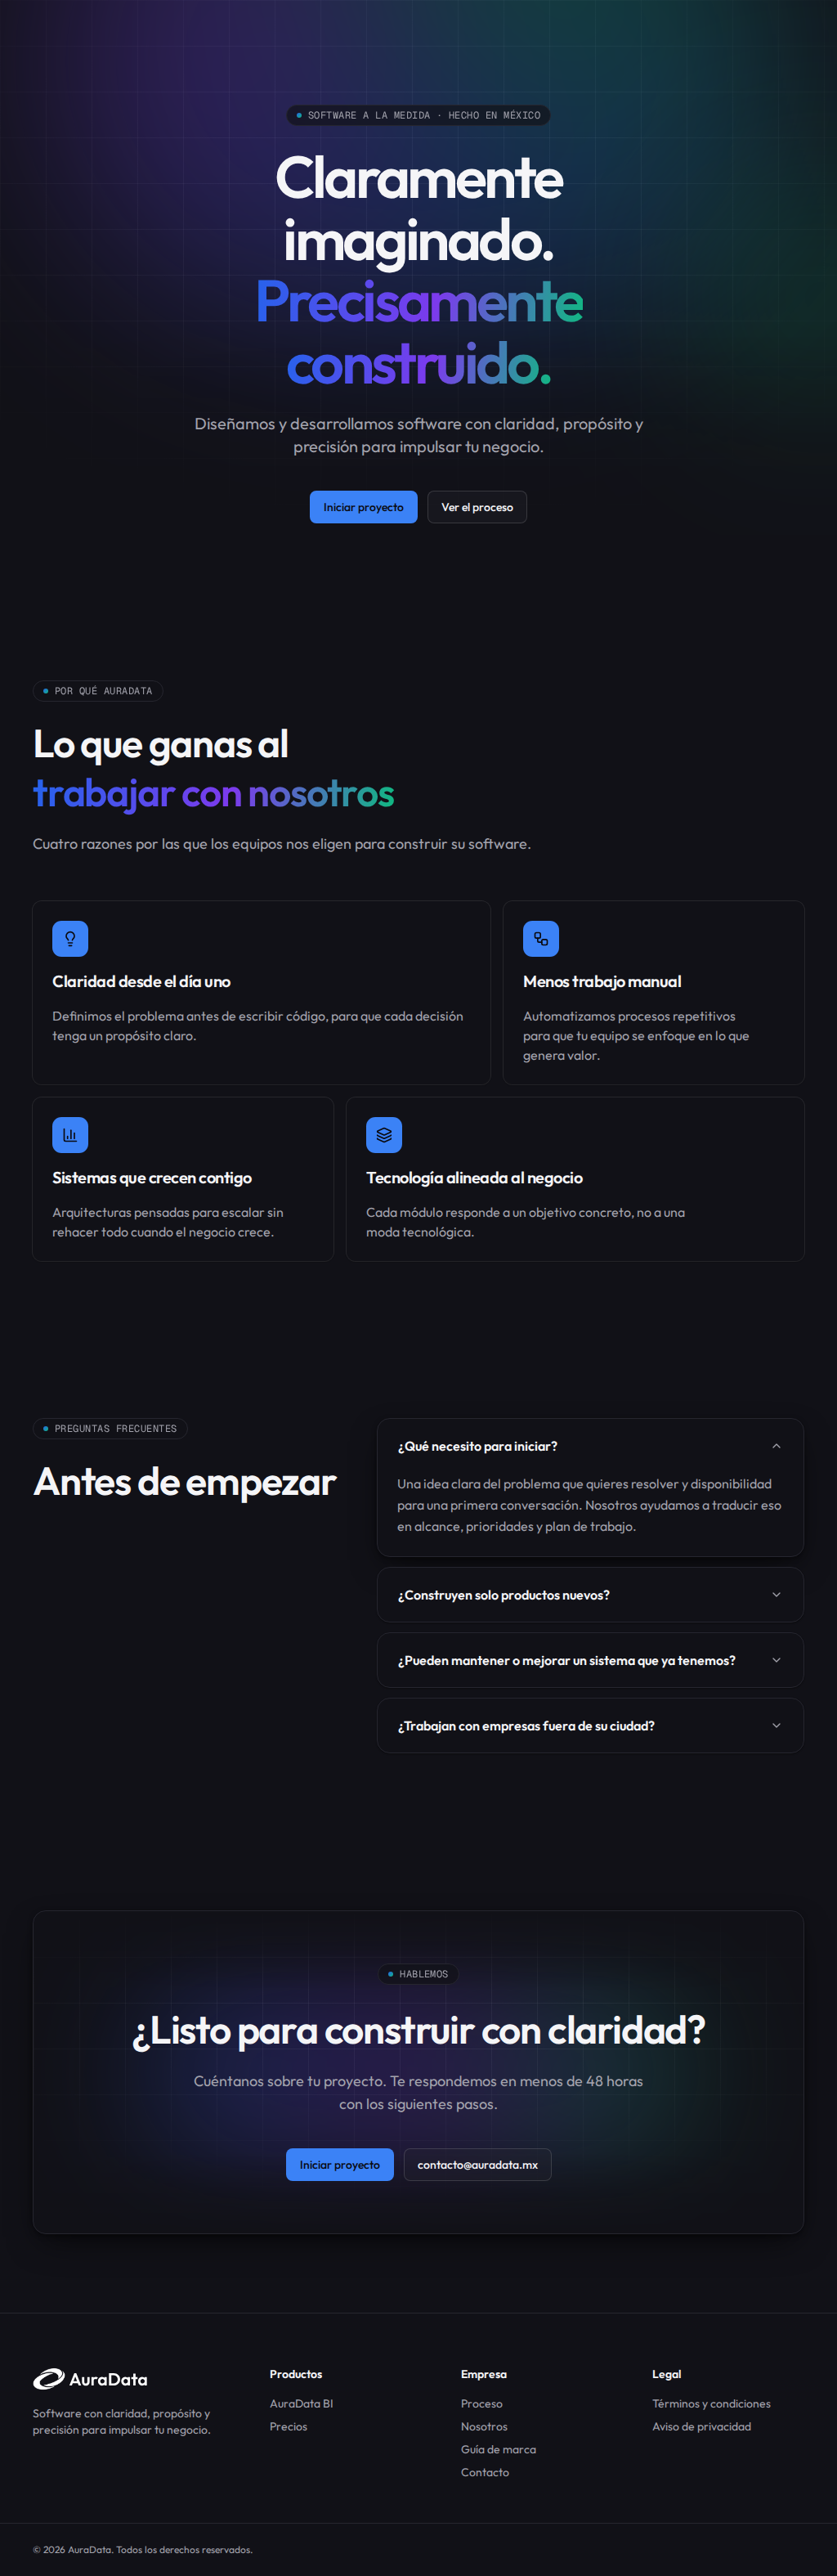 SOFTWARE A LA MEDIDA · HECHO EN MÉXICO
Claramente
imaginado.
Precisamente
construido.
Diseñamos y desarrollamos software con claridad, propósito y
precisión para impulsar tu negocio.
Iniciar proyecto
Ver el proceso
POR QUÉ AURADATA
Lo que ganas al
trabajar con nosotros
Cuatro razones por las que los equipos nos eligen para construir su software.
Claridad desde el día uno
Definimos el problema antes de escribir código, para que cada decisión
tenga un propósito claro.
Menos trabajo manual
Automatizamos procesos repetitivos
para que tu equipo se enfoque en lo que
genera valor.
Sistemas que crecen contigo
Arquitecturas pensadas para escalar sin
rehacer todo cuando el negocio crece.
Tecnología alineada al negocio
Cada módulo responde a un objetivo concreto, no a una
moda tecnológica.
PREGUNTAS FRECUENTES
Antes de empezar
¿Qué necesito para iniciar?
Una idea clara del problema que quieres resolver y disponibilidad
para una primera conversación. Nosotros ayudamos a traducir eso
en alcance, prioridades y plan de trabajo.
¿Construyen solo productos nuevos?
¿Pueden mantener o mejorar un sistema que ya tenemos?
¿Trabajan con empresas fuera de su ciudad?
HABLEMOS
¿Listo para construir con claridad?
Cuéntanos sobre tu proyecto. Te respondemos en menos de 48 horas
con los siguientes pasos.
Iniciar proyecto
contacto@auradata.mx
AuraData
Software con claridad, propósito y
precisión para impulsar tu negocio.
Productos
AuraData BI
Precios
Empresa
Proceso
Nosotros
Guía de marca
Contacto
Legal
Términos y condiciones
Aviso de privacidad
© 2026 AuraData. Todos los derechos reservados.